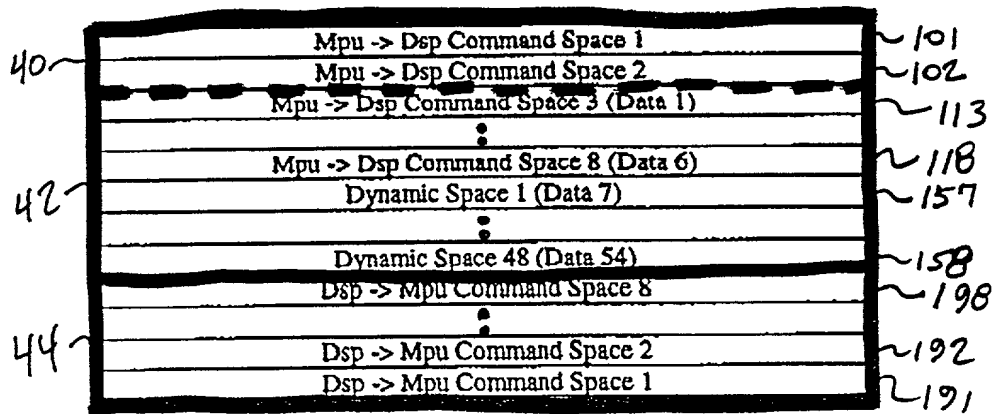 Mpu -> Dsp Command Space 1 101
40 Mpu -> Dsp Command Space 2 102
Mpu -> Dsp Command Space 3 (Data 1) 113
Mpu -> Dsp Command Space 8 (Data 6) 118
42 Dynamic Space 1 (Data 7) 157
Dynamic Space 48 (Data 54) 158
Dsp -> Mpu Command Space 8 198
44 Dsp -> Mpu Command Space 2 192
Dsp -> Mpu Command Space 1 191